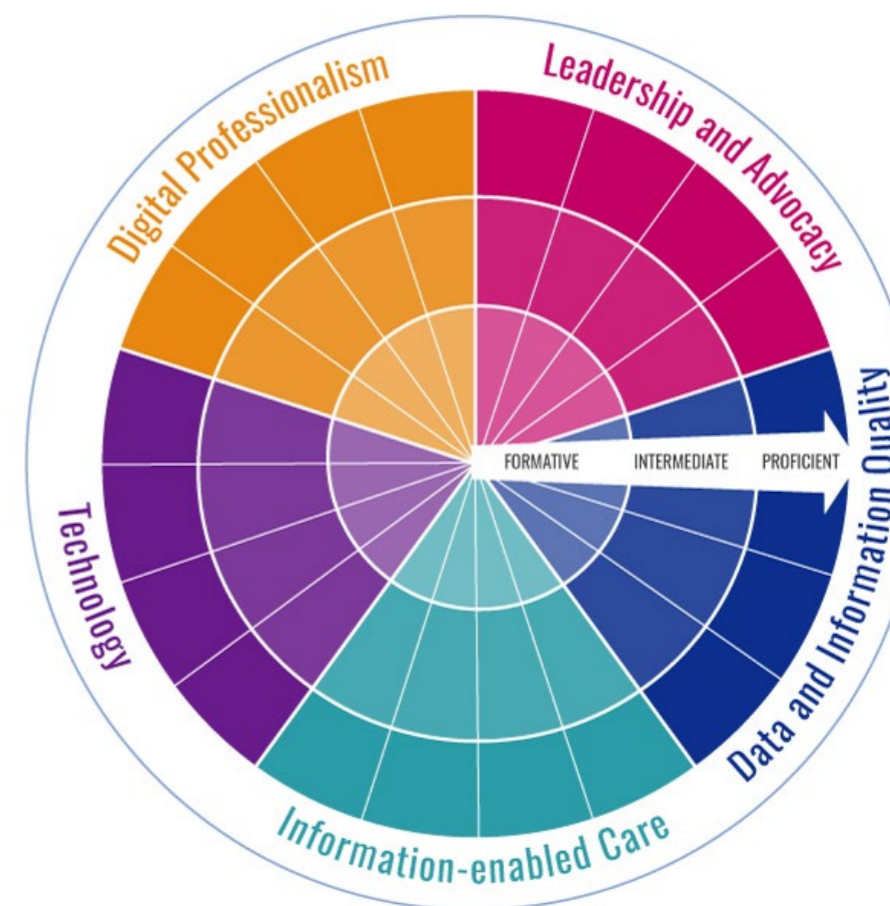 Digital Professionalism
Leadership and Advocacy
FORMATIVE INTERMEDIATE PROFICIENT
Data and Information Quality
Technology
Information-enabled Care